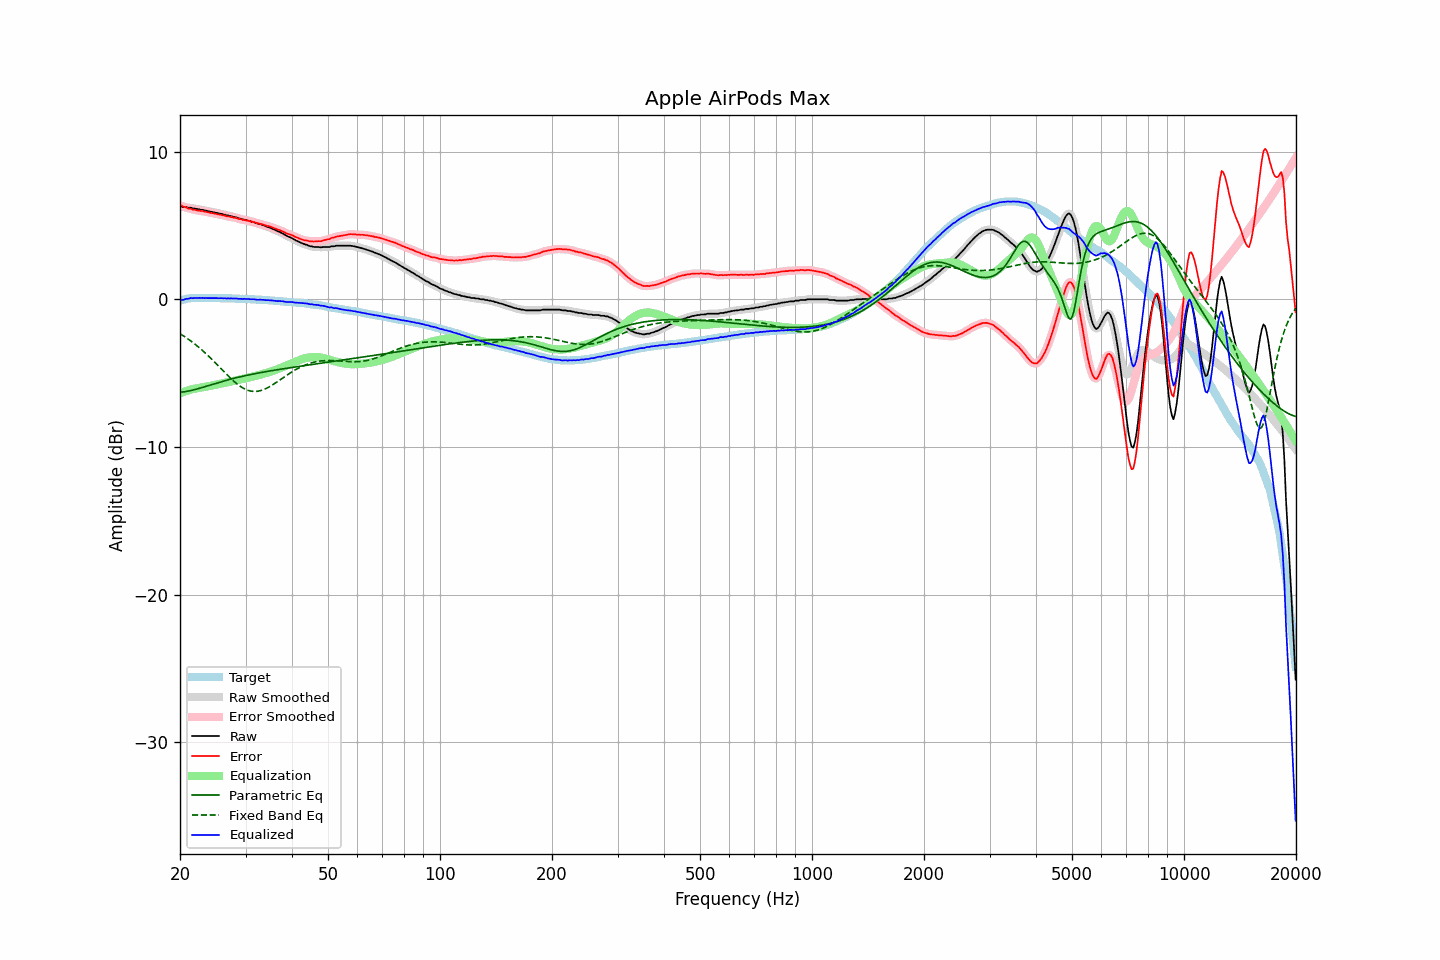 Apple AirPods Max
Amplitude (dBr)
10
0
−10
−20
−30
Target
Raw Smoothed
Error Smoothed
Raw
Error
Equalization
Parametric Eq
Fixed Band Eq
Equalized
20 50 100 200 500 1000 2000 5000 10000 20000
Frequency (Hz)